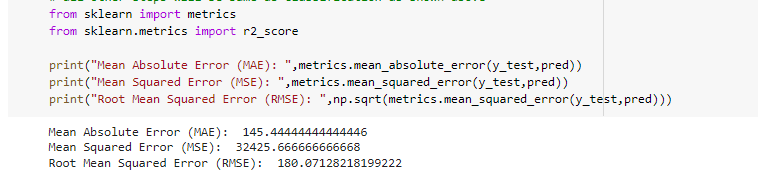 from sklearn import metrics
from sklearn.metrics import r2_score
print("Mean Absolute Error (MAE): ",metrics.mean_absolute_error(y_test,pred))
print("Mean Squared Error (MSE): ",metrics.mean_squared_error(y_test,pred))
print("Root Mean Squared Error (RMSE): ",np.sqrt(metrics.mean_squared_error(y_test,pred)))
Mean Absolute Error (MAE):  145.44444444444446
Mean Squared Error (MSE):  32425.666666666668
Root Mean Squared Error (RMSE):  180.07128218199222